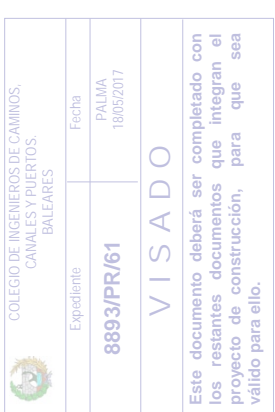 COLEGIO DE INGENIEROS DE CAMINOS,
CANALES Y PUERTOS.
BALEARES
Expediente
Fecha
8893/PR/61
PALMA
18/05/2017
VISADO
Este documento deberá ser completado con
los restantes documentos que integran el
proyecto de construcción, para que sea
válido para ello.